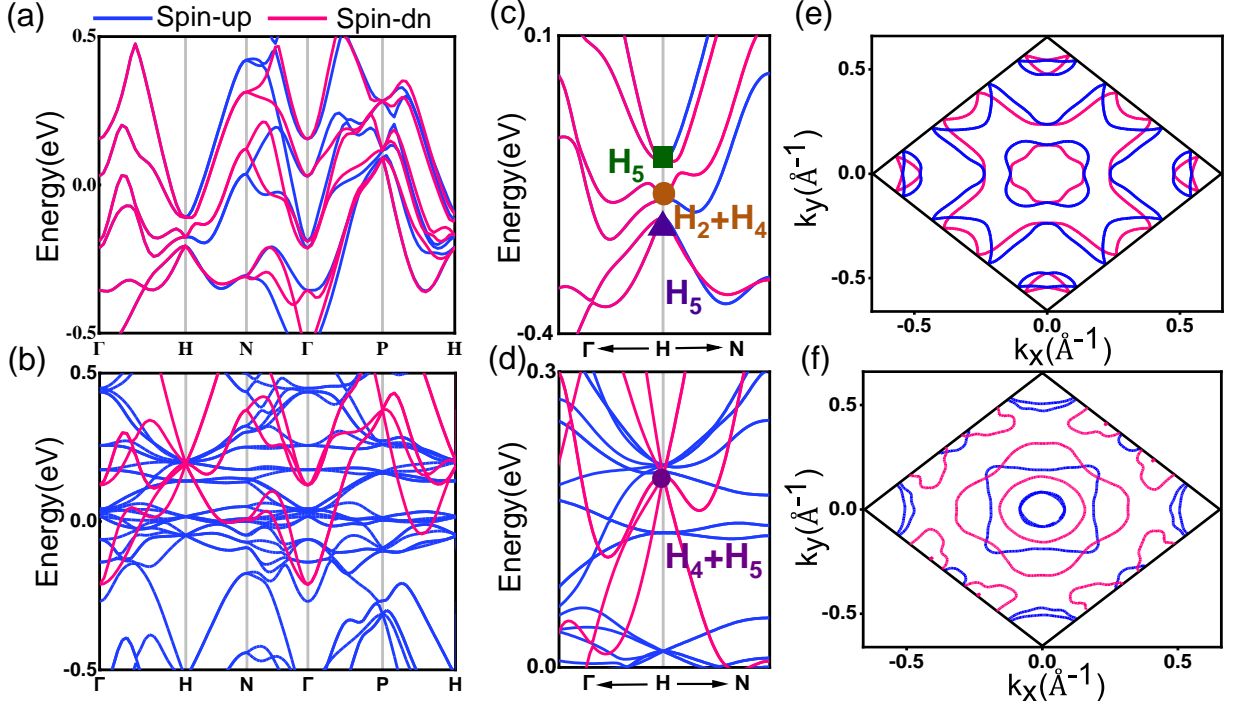 (a) Spin-up Spin-dn
0.5
0.0
-0.5
Energy(eV)
Γ H N Γ P H
(b)
0.5
0.0
-0.5
Energy(eV)
Γ H N Γ P H
(c)
0.1
-0.4
Energy(eV)
H5
H2+H4
H5
Γ ← H → N
(d)
0.3
0.0
Energy(eV)
H4+H5
Γ ← H → N
(e)
0.5
0.0
-0.5
ky(Å-1)
-0.5 0.0 0.5
kx(Å-1)
(f)
0.5
0.0
-0.5
ky(Å-1)
-0.5 0.0 0.5
kx(Å-1)